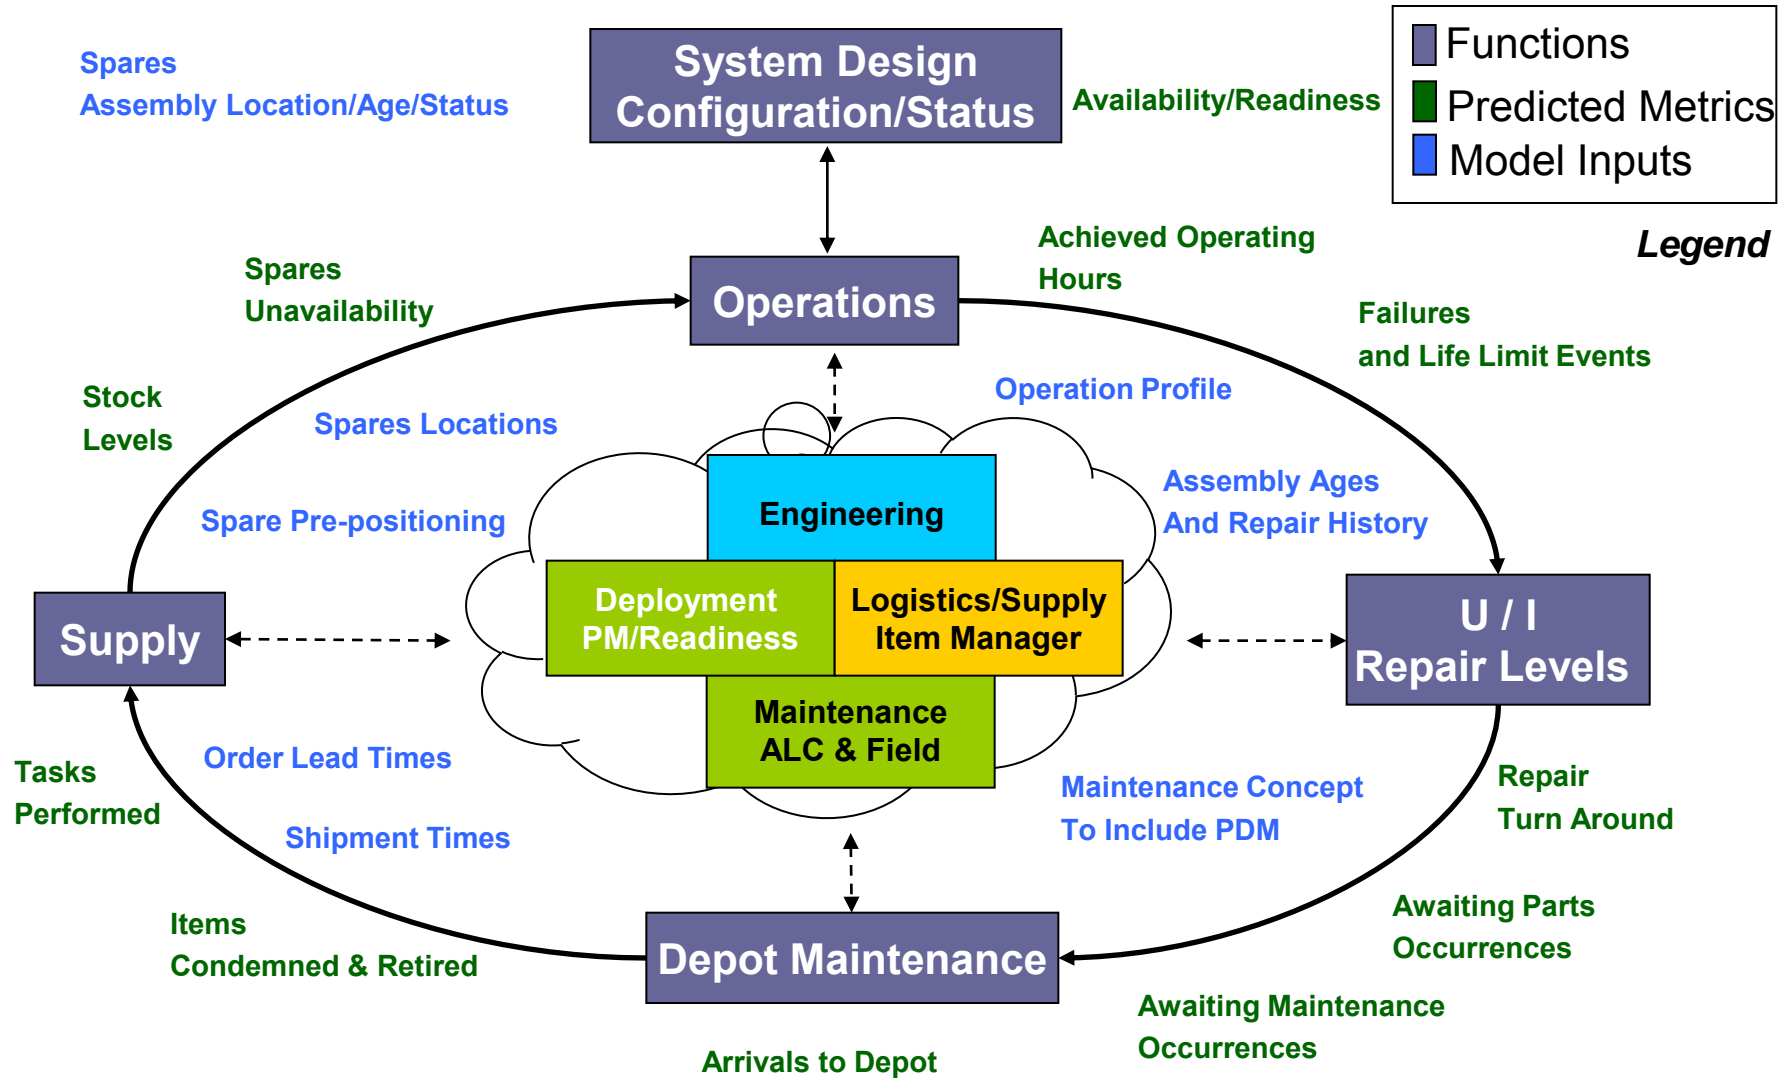 Spares
Assembly Location/Age/Status
System Design
Configuration/Status
Availability/Readiness
Functions
Predicted Metrics
Model Inputs
Legend
Spares
Unavailability
Operations
Achieved Operating
Hours
Failures
and Life Limit Events
Stock
Levels
Spares Locations
Operation Profile
Spare Pre-positioning
Engineering
Assembly Ages
And Repair History
Supply
Deployment
PM/Readiness
Logistics/Supply
Item Manager
U / I
Repair Levels
Maintenance
ALC & Field
Tasks
Performed
Order Lead Times
Shipment Times
Maintenance Concept
To Include PDM
Repair
Turn Around
Items
Condemned & Retired
Depot Maintenance
Awaiting Parts
Occurrences
Awaiting Maintenance
Occurrences
Arrivals to Depot